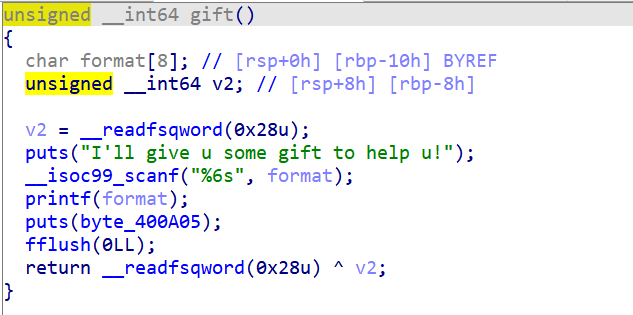 unsigned __int64 gift()
{
char format[8]; // [rsp+0h] [rbp-10h] BYREF
unsigned __int64 v2; // [rsp+8h] [rbp-8h]
v2 = __readfsqword(0x28u);
puts("I'll give u some gift to help u!");
__isoc99_scanf("%6s", format);
printf(format);
puts(byte_400A05);
fflush(0LL);
return __readfsqword(0x28u) ^ v2;
}